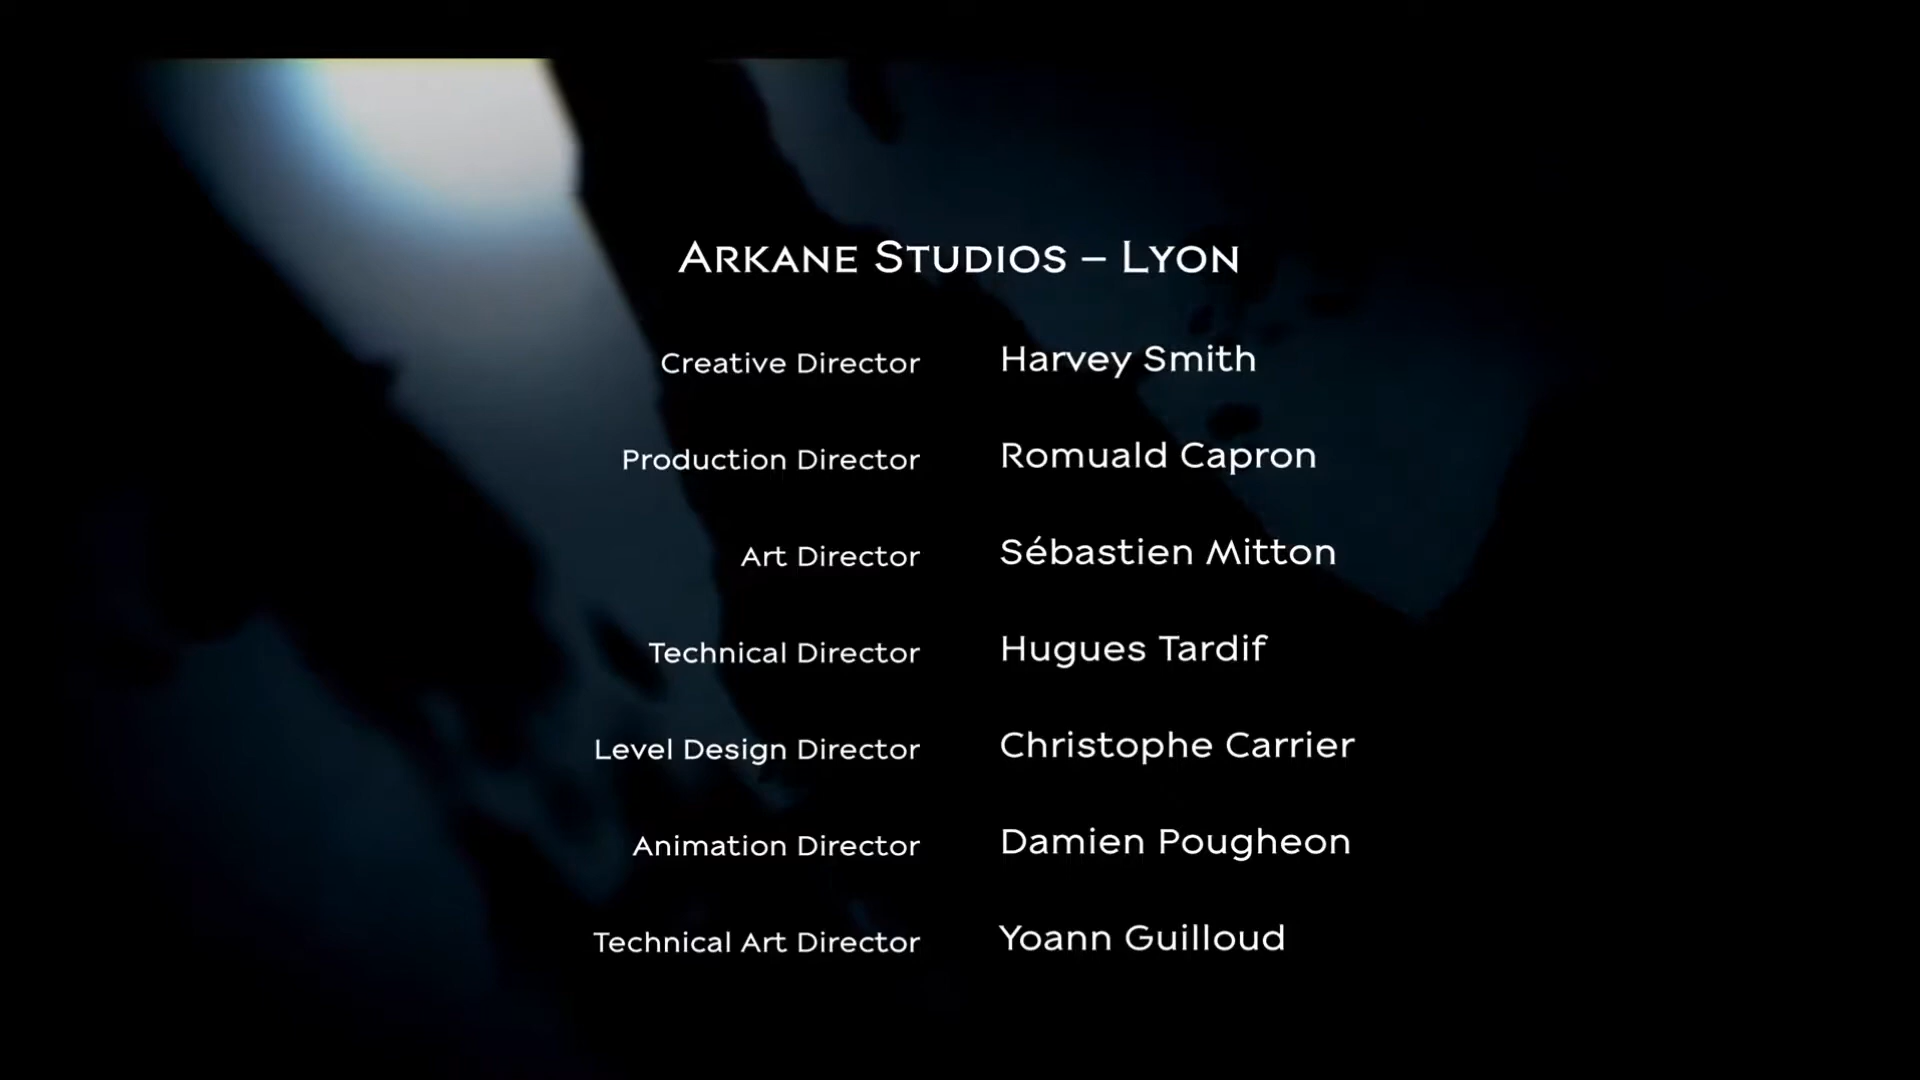 Arkane Studios – Lyon
Creative Director Harvey Smith
Production Director Romuald Capron
Art Director Sébastien Mitton
Technical Director Hugues Tardif
Level Design Director Christophe Carrier
Animation Director Damien Pougheon
Technical Art Director Yoann Guilloud